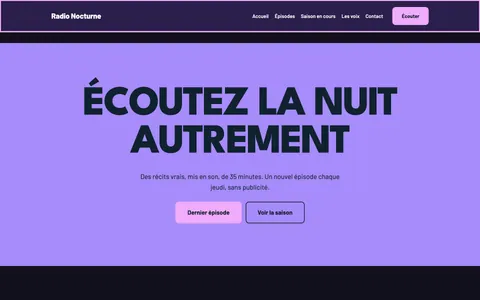 Radio Nocturne
Accueil Épisodes Saison en cours Les voix Contact Écouter
ÉCOUTEZ LA NUIT
AUTREMENT
Des récits vrais, mis en son, de 35 minutes. Un nouvel épisode chaque
jeudi, sans publicité.
Dernier épisode Voir la saison